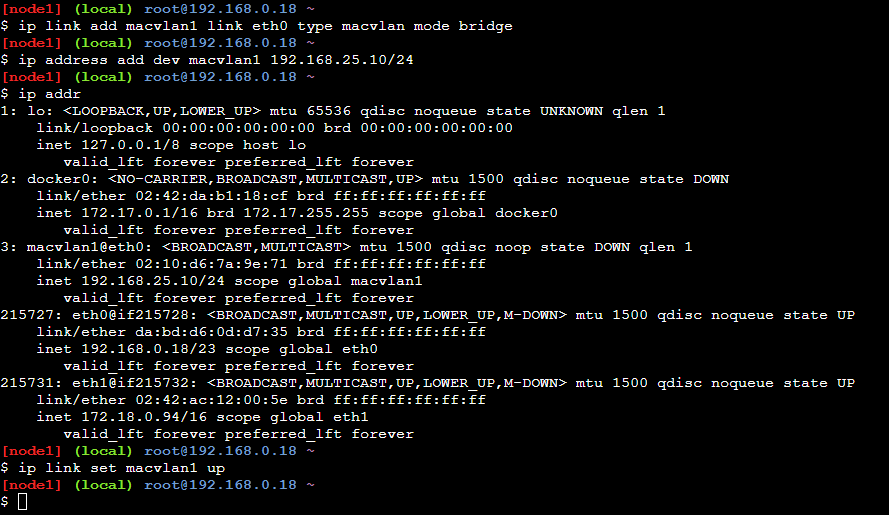 [node1] (local) root@192.168.0.18 ~
$ ip link add macvlan1 link eth0 type macvlan mode bridge
[node1] (local) root@192.168.0.18 ~
$ ip address add dev macvlan1 192.168.25.10/24
[node1] (local) root@192.168.0.18 ~
$ ip addr
1: lo: <LOOPBACK,UP,LOWER_UP> mtu 65536 qdisc noqueue state UNKNOWN qlen 1
    link/loopback 00:00:00:00:00:00 brd 00:00:00:00:00:00
    inet 127.0.0.1/8 scope host lo
       valid_lft forever preferred_lft forever
2: docker0: <NO-CARRIER,BROADCAST,MULTICAST,UP> mtu 1500 qdisc noqueue state DOWN
    link/ether 02:42:da:b1:18:cf brd ff:ff:ff:ff:ff:ff
    inet 172.17.0.1/16 brd 172.17.255.255 scope global docker0
       valid_lft forever preferred_lft forever
3: macvlan1@eth0: <BROADCAST,MULTICAST> mtu 1500 qdisc noop state DOWN qlen 1
    link/ether 02:10:d6:7a:9e:71 brd ff:ff:ff:ff:ff:ff
    inet 192.168.25.10/24 scope global macvlan1
       valid_lft forever preferred_lft forever
215727: eth0@if215728: <BROADCAST,MULTICAST,UP,LOWER_UP,M-DOWN> mtu 1500 qdisc noqueue state UP
    link/ether da:bd:d6:0d:d7:35 brd ff:ff:ff:ff:ff:ff
    inet 192.168.0.18/23 scope global eth0
       valid_lft forever preferred_lft forever
215731: eth1@if215732: <BROADCAST,MULTICAST,UP,LOWER_UP,M-DOWN> mtu 1500 qdisc noqueue state UP
    link/ether 02:42:ac:12:00:5e brd ff:ff:ff:ff:ff:ff
    inet 172.18.0.94/16 scope global eth1
       valid_lft forever preferred_lft forever
[node1] (local) root@192.168.0.18 ~
$ ip link set macvlan1 up
[node1] (local) root@192.168.0.18 ~
$